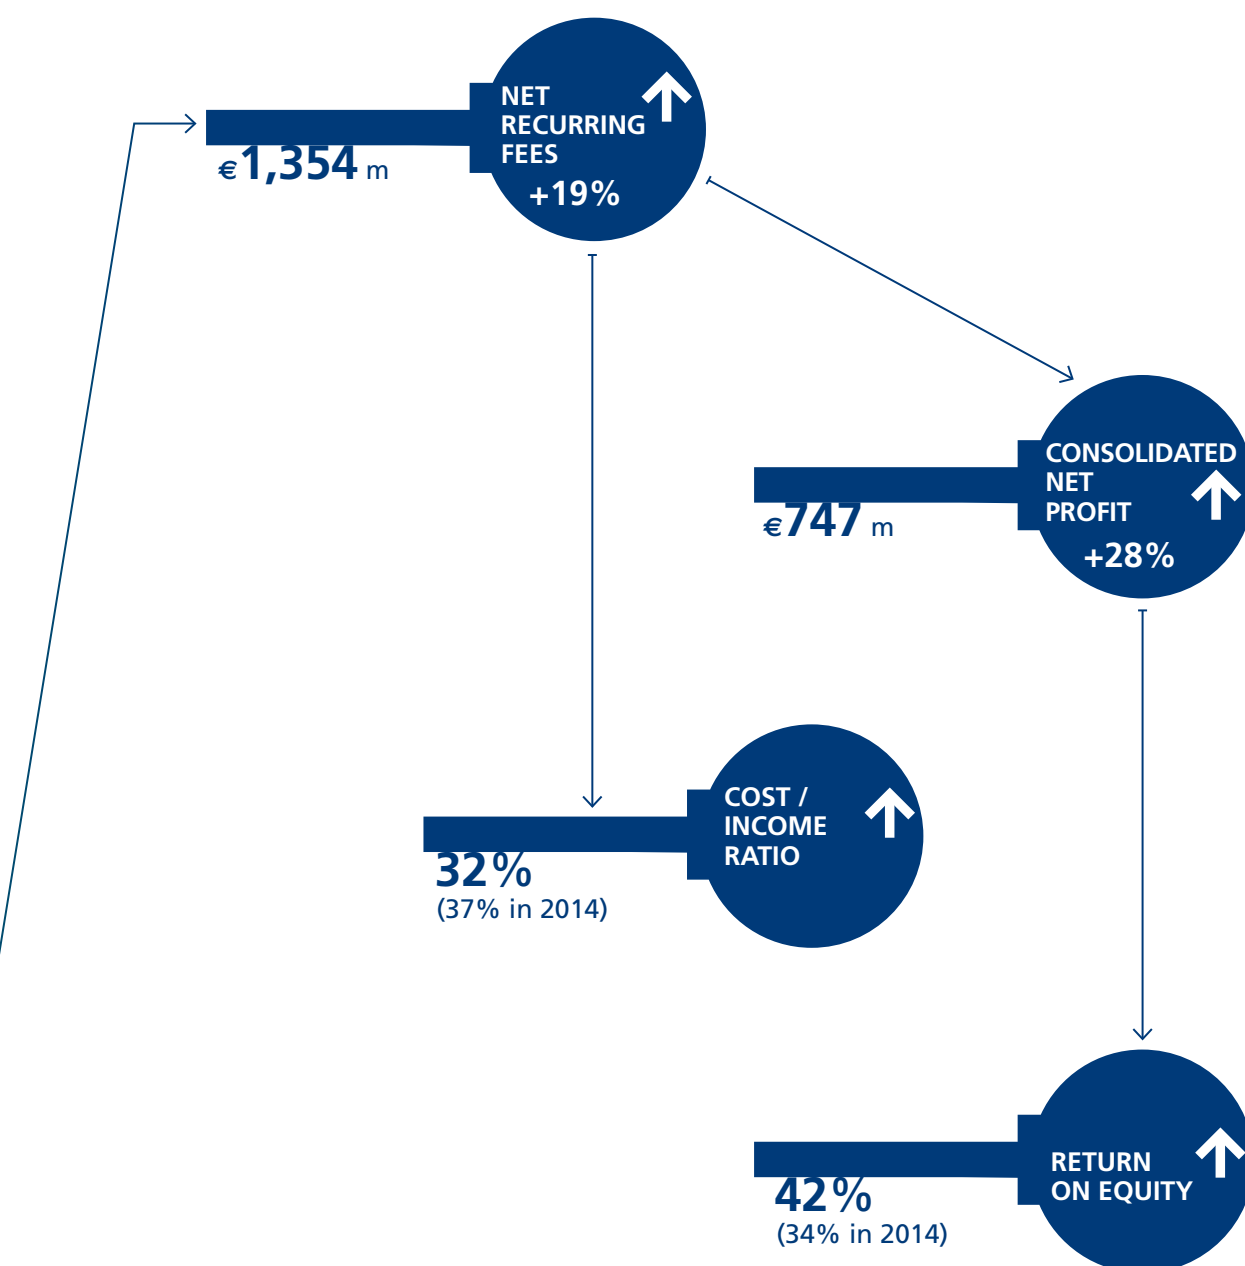 NET
RECURRING
FEES
+19%
€1,354 m
CONSOLIDATED
NET
PROFIT
+28%
€747 m
COST /
INCOME
RATIO
32%
(37% in 2014)
RETURN
ON EQUITY
42%
(34% in 2014)